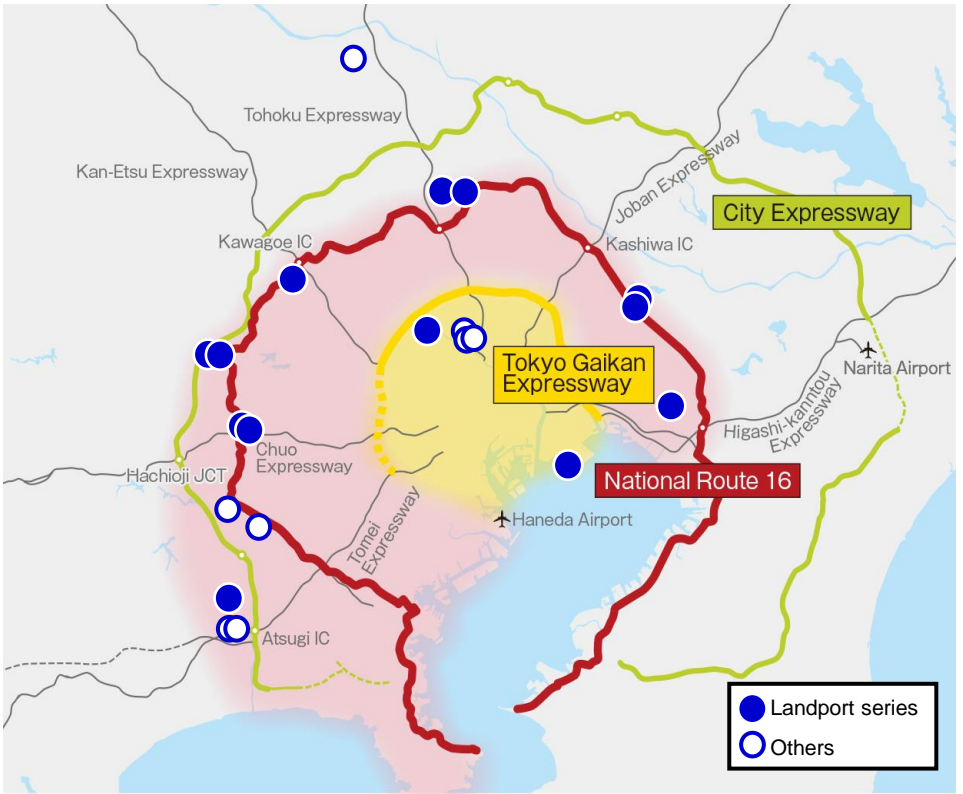 Tohoku Expressway
Kan-Etsu Expressway
Joban Expressway
City Expressway
Kawagoe IC
Kashiwa IC
Tokyo Gaikan
Expressway
Narita Airport
Higashi-kanntou
Expressway
Chuo
Expressway
Hachioji JCT
National Route 16
Haneda Airport
Tomei
Expressway
Atsugi IC
Landport series
Others